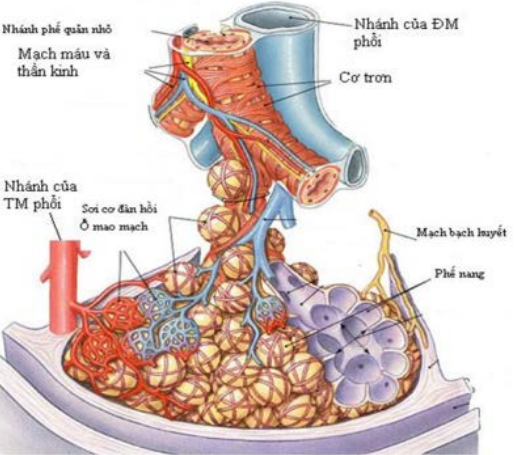 Nhánh phế quản nhỏ
Mạch máu và
thần kinh
Nhánh của ĐM
phổi
Cơ trơn
Nhánh của
TM phổi
Sợi cơ đàn hồi
Ổ mao mạch
Mạch bạch huyết
Phế nang